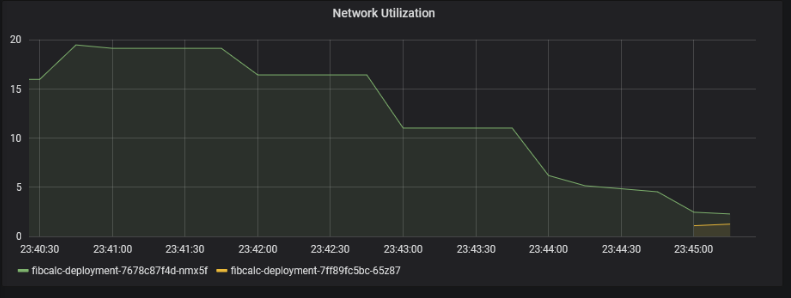 Network Utilization
20
15
10
5
0
23:40:30 23:41:00 23:41:30 23:42:00 23:42:30 23:43:00 23:43:30 23:44:00 23:44:30 23:45:00
fibcalc-deployment-7678c87f4d-nmx5f fibcalc-deployment-7ff89fc5bc-65z87